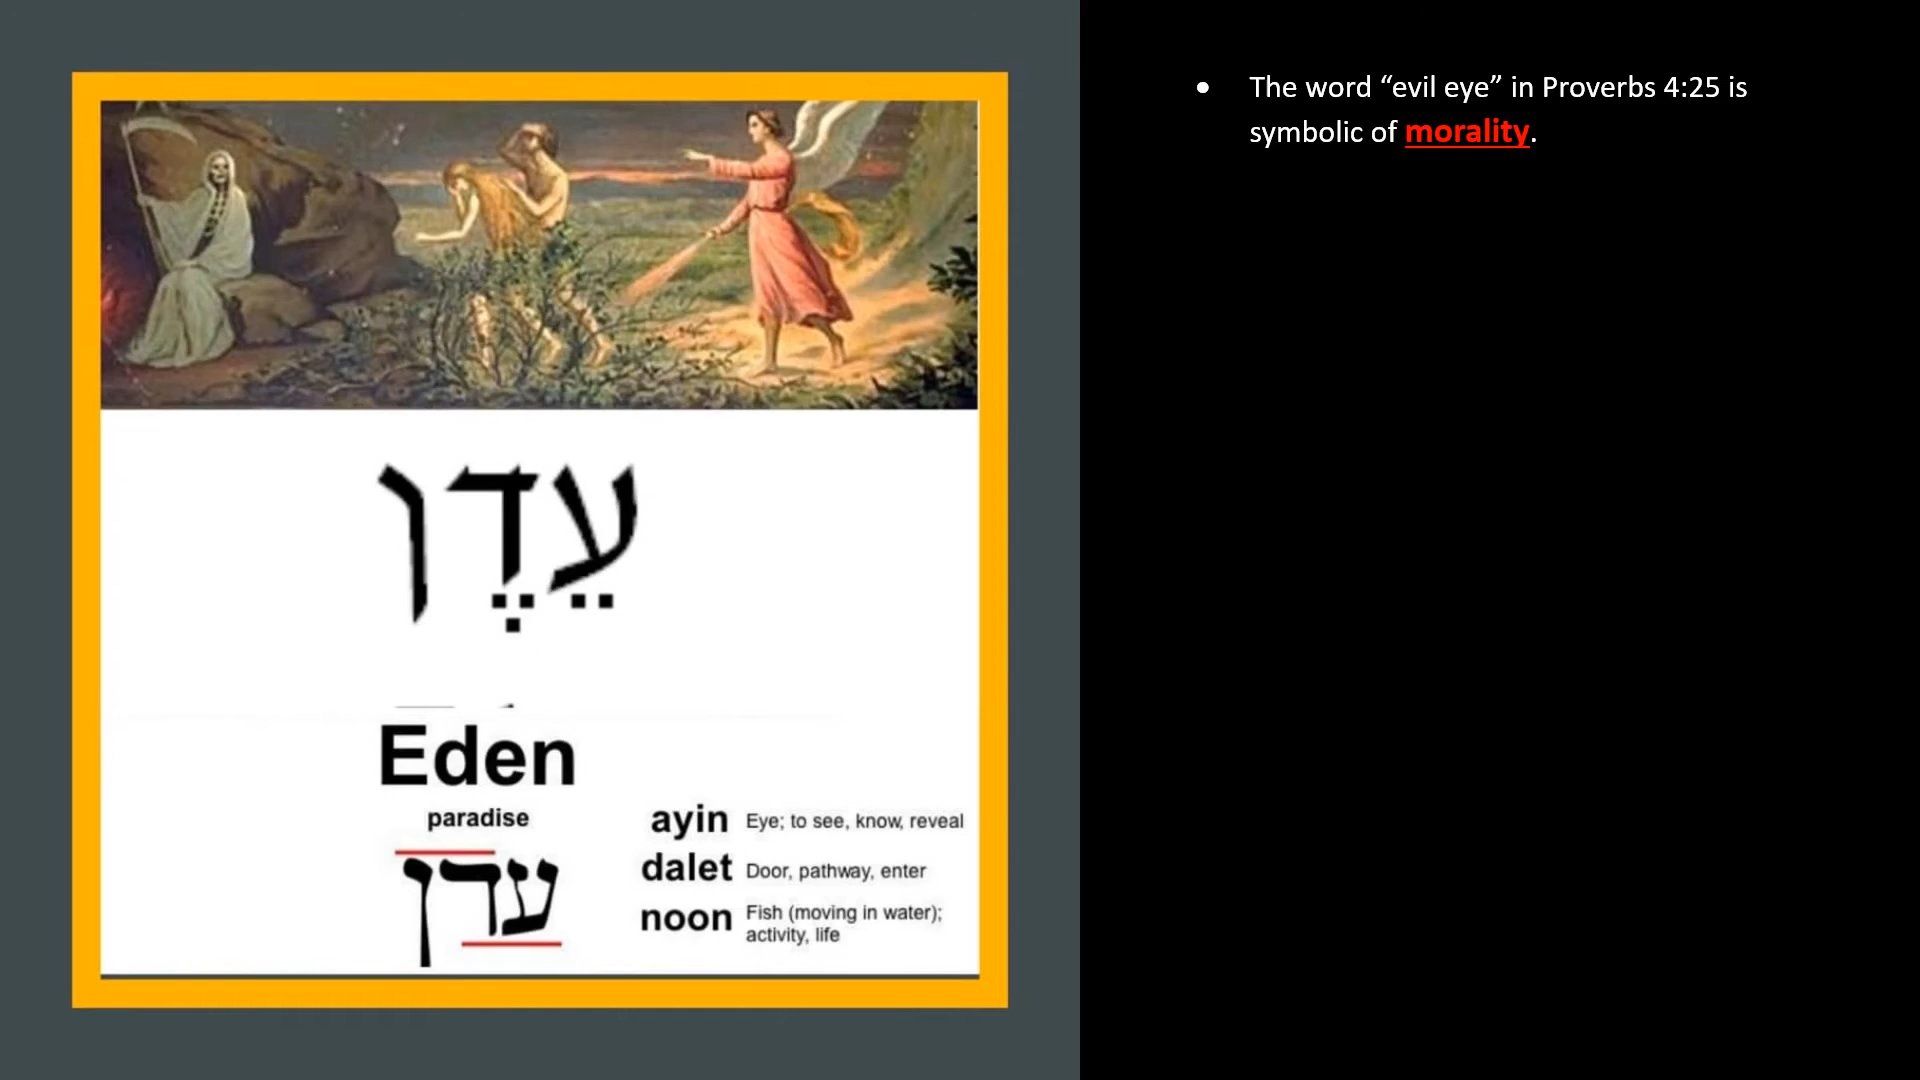 עֵדֶן
Eden
paradise
עדן
ayin Eye; to see, know, reveal
dalet Door, pathway, enter
noon Fish (moving in water);
activity, life
• The word “evil eye” in Proverbs 4:25 is
symbolic of morality.